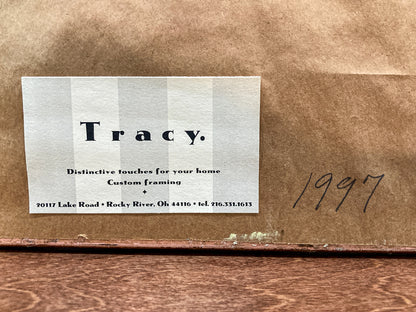 Tracy.
Distinctive touches for your home
Custom framing
20117 Lake Road • Rocky River, Oh 44116 • tel. 216.331.1613
1997